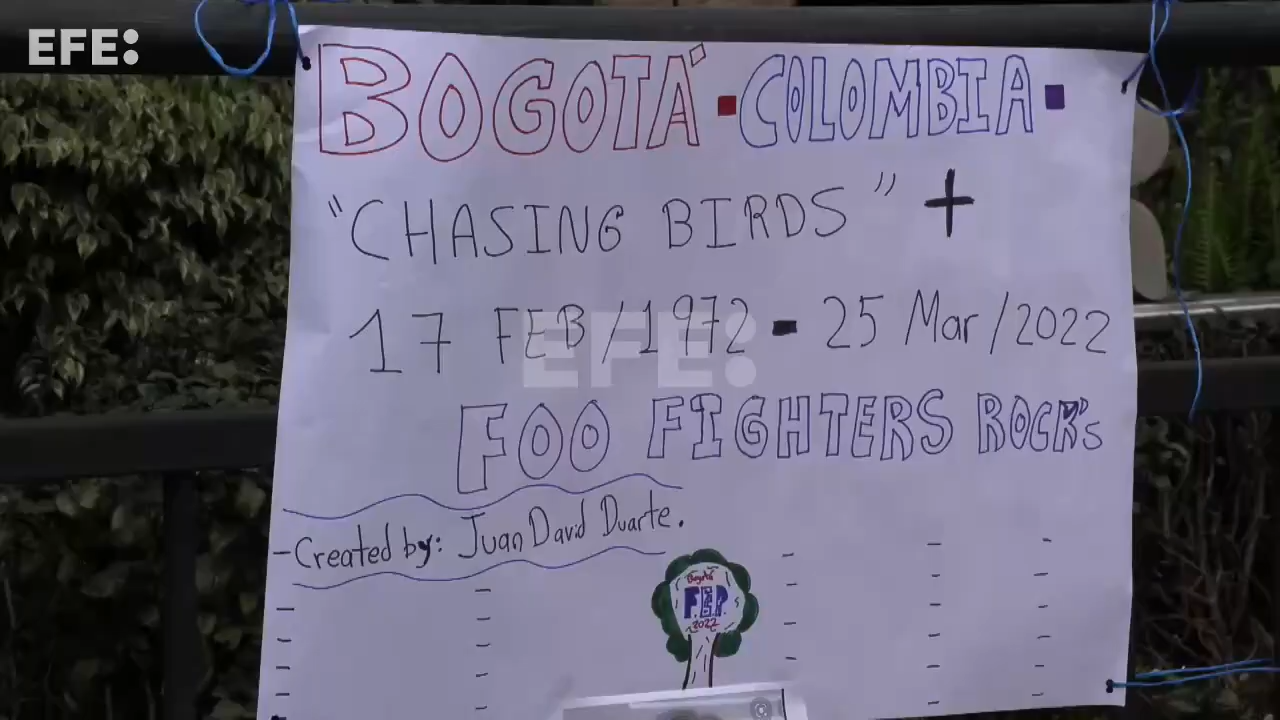 EFE:
BOGOTÁ ▪ COLOMBIA ▪
"CHASING BIRDS" +
17 FEB/1972 - 25 Mar/2022
EFE:
FOO FIGHTERS ROCK's
-Created by: Juan David Duarte.
Bogotá
F.E.P.
2022